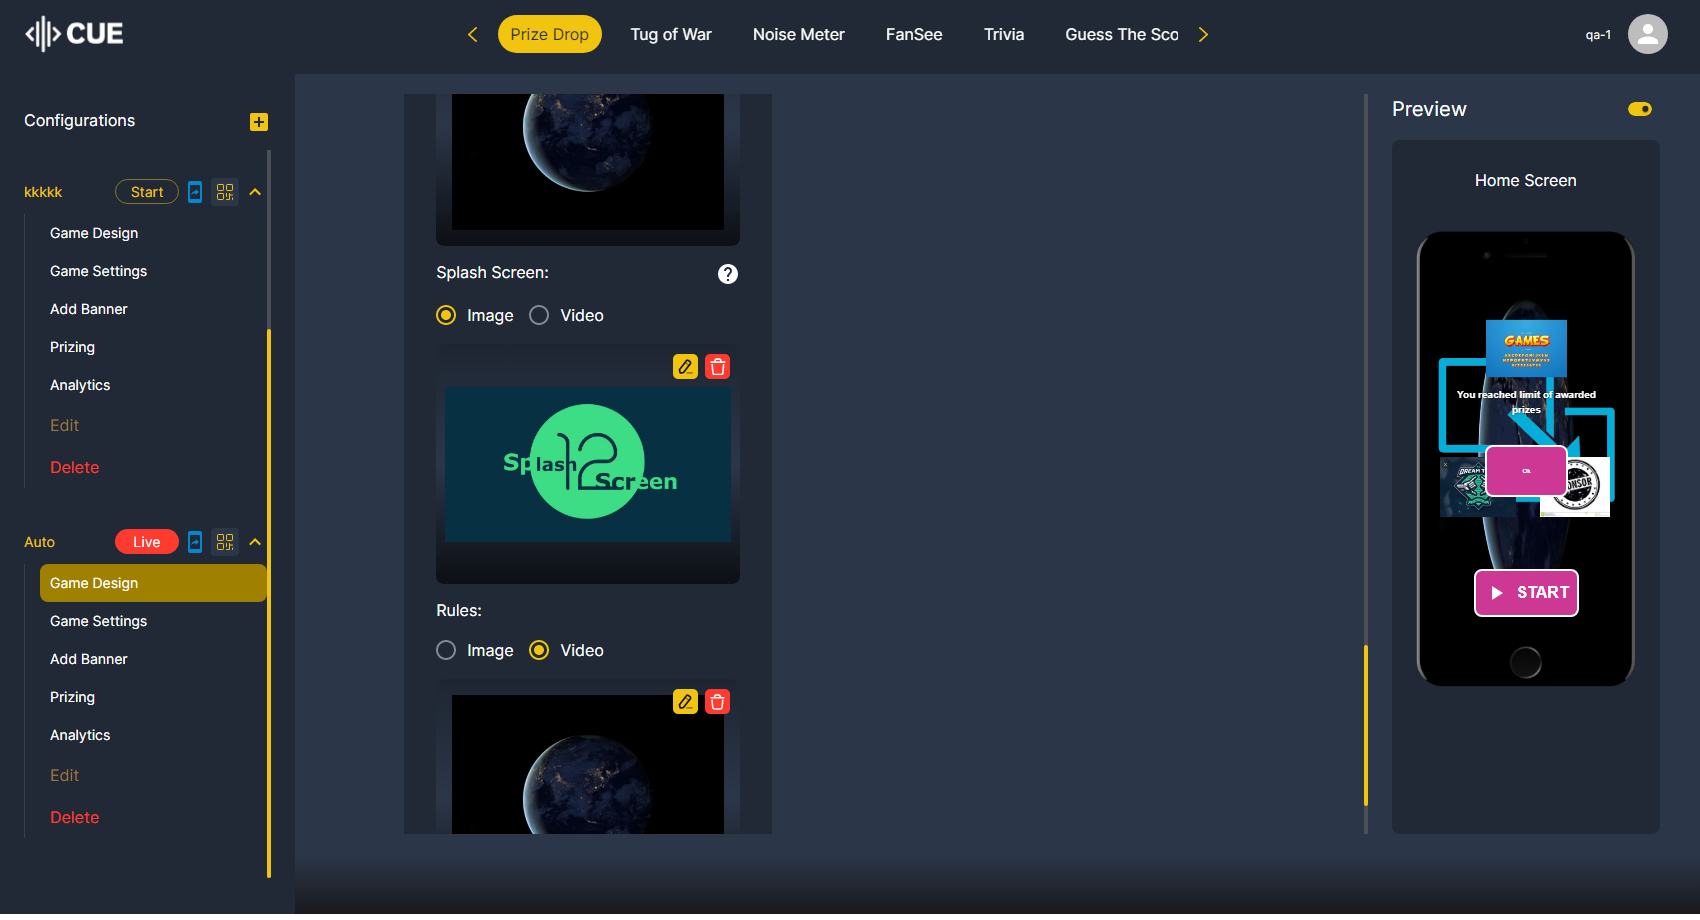 CUE
Prize Drop
Tug of War
Noise Meter
FanSee
Trivia
Guess The Sco
qa-1
Configurations
kkkkk
Start
Game Design
Game Settings
Add Banner
Prizing
Analytics
Edit
Delete
Auto
Live
Game Design
Game Settings
Add Banner
Prizing
Analytics
Edit
Delete
Splash Screen:
?
Image
Video
Splash
12
Screen
Rules:
Image
Video
Preview
Home Screen
GAMES
You reached limit of awarded
prizes
DREAM T
Ok
NSOR
START